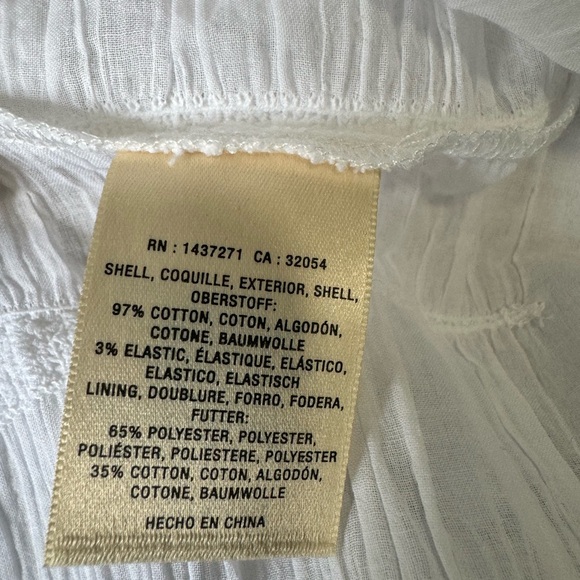 RN : 1437271 CA : 32054
SHELL, COQUILLE, EXTERIOR, SHELL,
OBERSTOFF:
97% COTTON, COTON, ALGODÓN,
COTONE, BAUMWOLLE
3% ELASTIC, ÉLASTIQUE, ELÁSTICO,
ELASTICO, ELASTISCH
LINING, DOUBLURE, FORRO, FODERA,
FUTTER:
65% POLYESTER, POLYESTER,
POLIÉSTER, POLIESTERE, POLYESTER
35% COTTON, COTON, ALGODÓN,
COTONE, BAUMWOLLE
HECHO EN CHINA